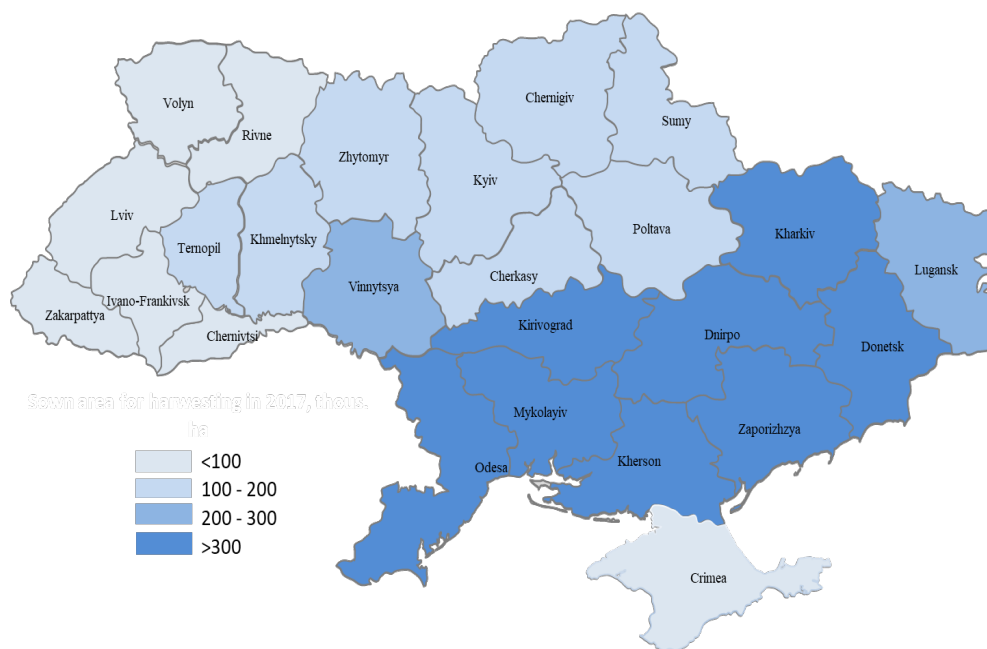 Chernigiv
Volyn
Sumy
Rivne
Zhytomyr
Kyiv
Lviv
Poltava
Kharkiv
Khmelnytsky
Ternopil
Lugansk
Cherkasy
Vinnytsya
Ivano-Frankivsk
Zakarpattya
Kirivograd
Chernivtsi
Dnirpo
Donetsk
Mykolayiv
Zaporizhzya
Kherson
Odesa
Crimea
Sown area for harwesting in 2017, thous.
ha
<100
100 - 200
200 - 300
>300